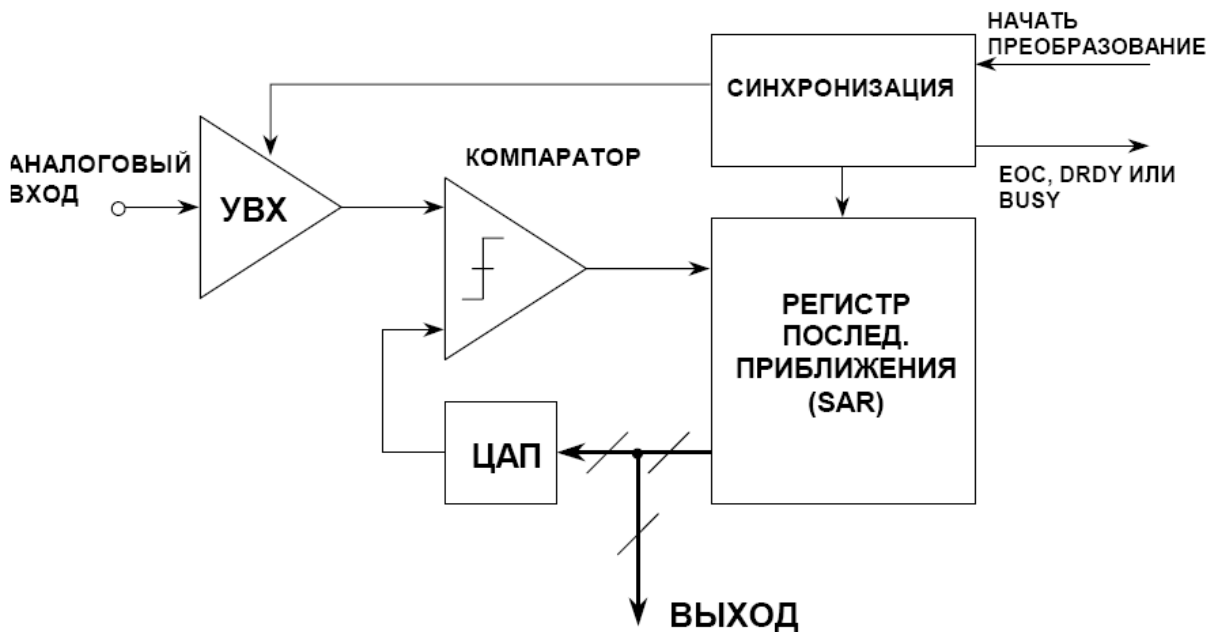 НАЧАТЬ
ПРЕОБРАЗОВАНИЕ
СИНХРОНИЗАЦИЯ
АНАЛОГОВЫЙ
ВХОД
УВХ
КОМПАРАТОР
EOC, DRDY ИЛИ
BUSY
РЕГИСТР
ПОСЛЕД.
ПРИБЛИЖЕНИЯ
(SAR)
ЦАП
ВЫХОД